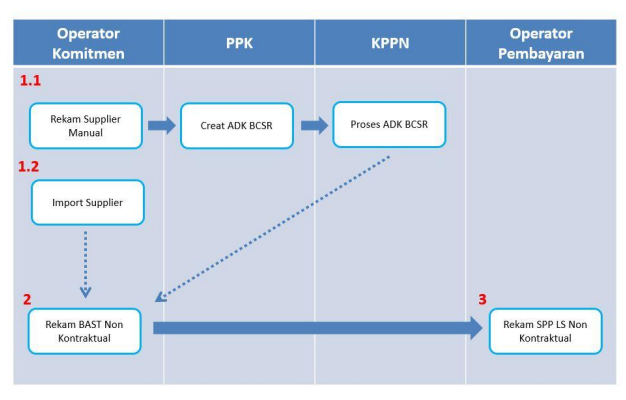 Operator
Komitmen
PPK
KPPN
Operator
Pembayaran
1.1
Rekam Supplier
Manual
Creat ADK BCSR
Proses ADK BCSR
1.2
Import Supplier
2
Rekam BAST Non
Kontraktual
3
Rekam SPP LS Non
Kontraktual